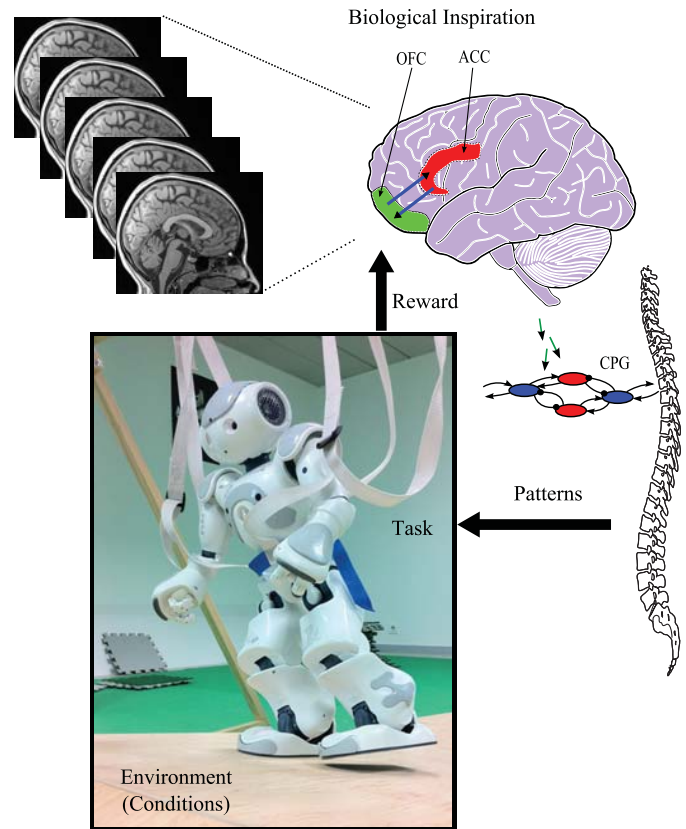 Biological Inspiration
OFC
ACC
Reward
CPG
Patterns
Task
Environment
(Conditions)